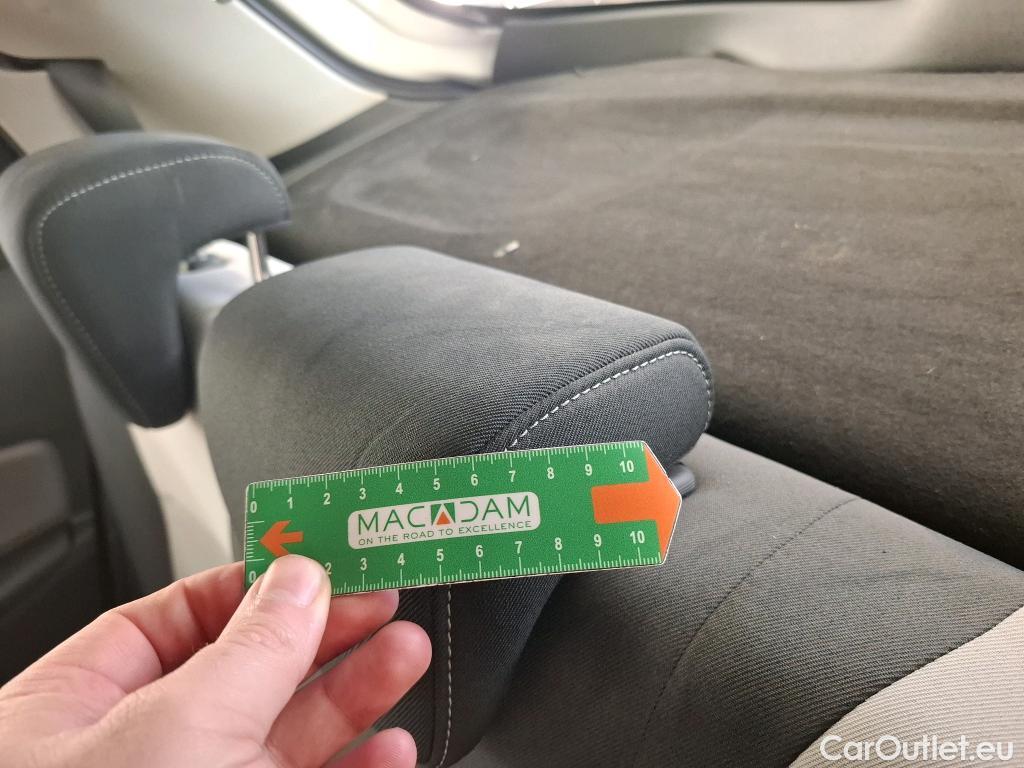 0 1 2 3 4 5 6 7 8 9 10
MACADAM
ON THE ROAD TO EXCELLENCE
0 2 3 4 5 6 7 8 9 10
CarOutlet.eu